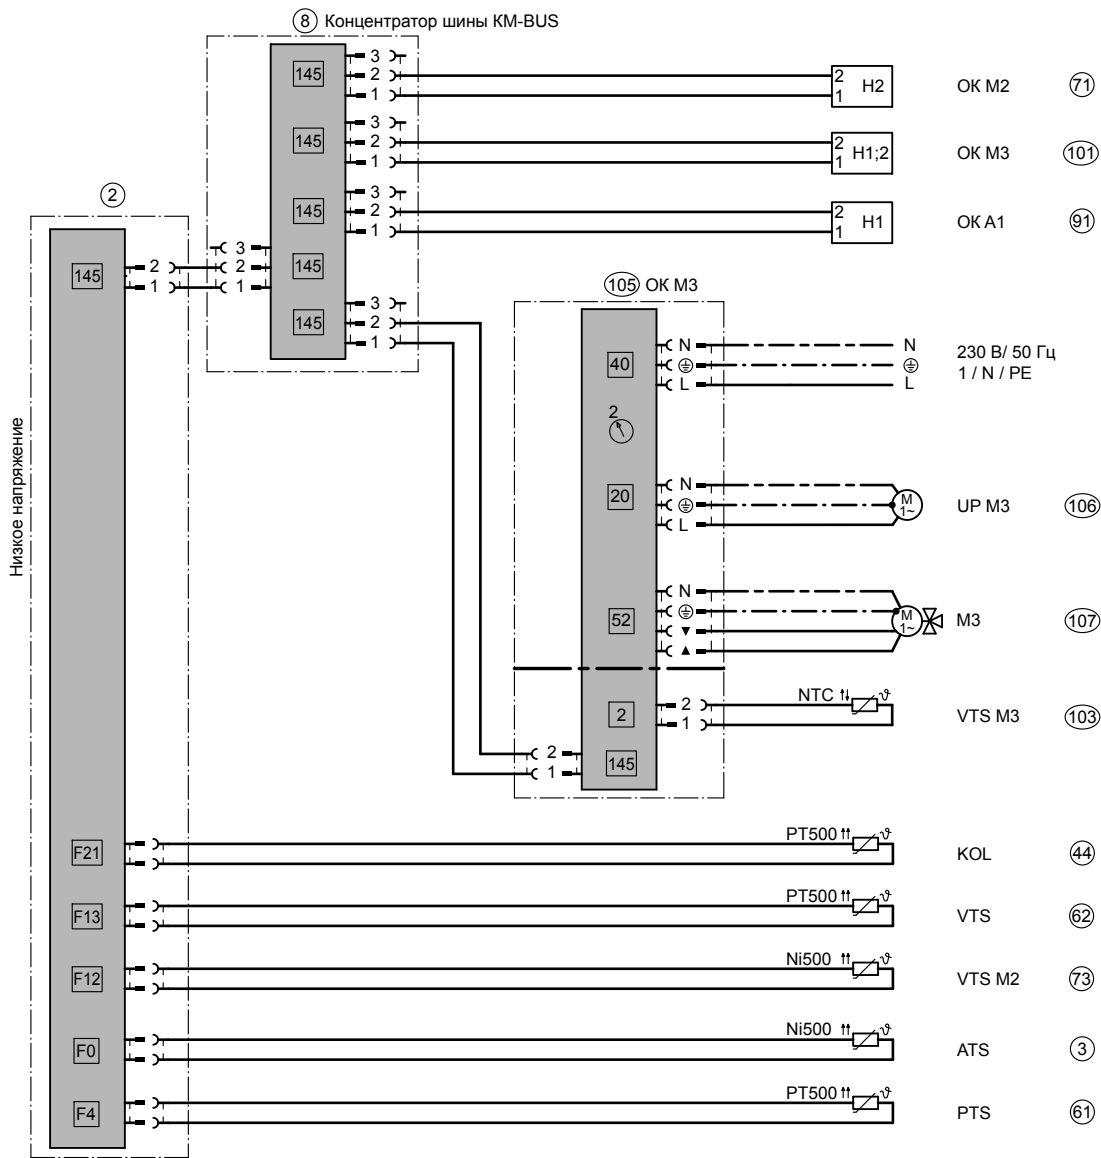 8 Концентратор шины KM-BUS
3
145
2
2
H2
ОК M2
71
1
1
3
145
2
2
H1;2
ОК M3
101
1
1
2
3
145
2
2
H1
ОК A1
91
1
1
3
145
2
2
145
1
1
105 ОК M3
3
145
2
1
N
N
230 В/ 50 Гц
40
L
L
1 / N / PE
2
Низкое напряжение
N
20
M
1~
UP M3
106
L
N
52
M
1~
M3
107
▼
▲
NTC
ϑ
2
2
VTS M3
103
1
2
145
1
PT500
ϑ
F21
KOL
44
PT500
ϑ
F13
VTS
62
Ni500
ϑ
F12
VTS M2
73
Ni500
ϑ
F0
ATS
3
PT500
ϑ
F4
PTS
61